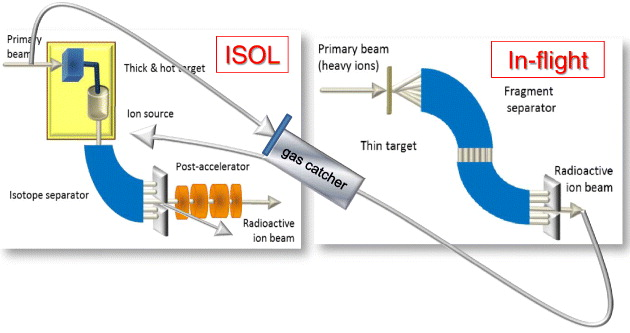 Primary
beam
Thick & hot target
ISOL
Ion source
Post-accelerator
Isotope separator
Radioactive
ion beam
gas catcher
Primary beam
(heavy ions)
In-flight
Fragment
separator
Thin target
Radioactive
ion beam